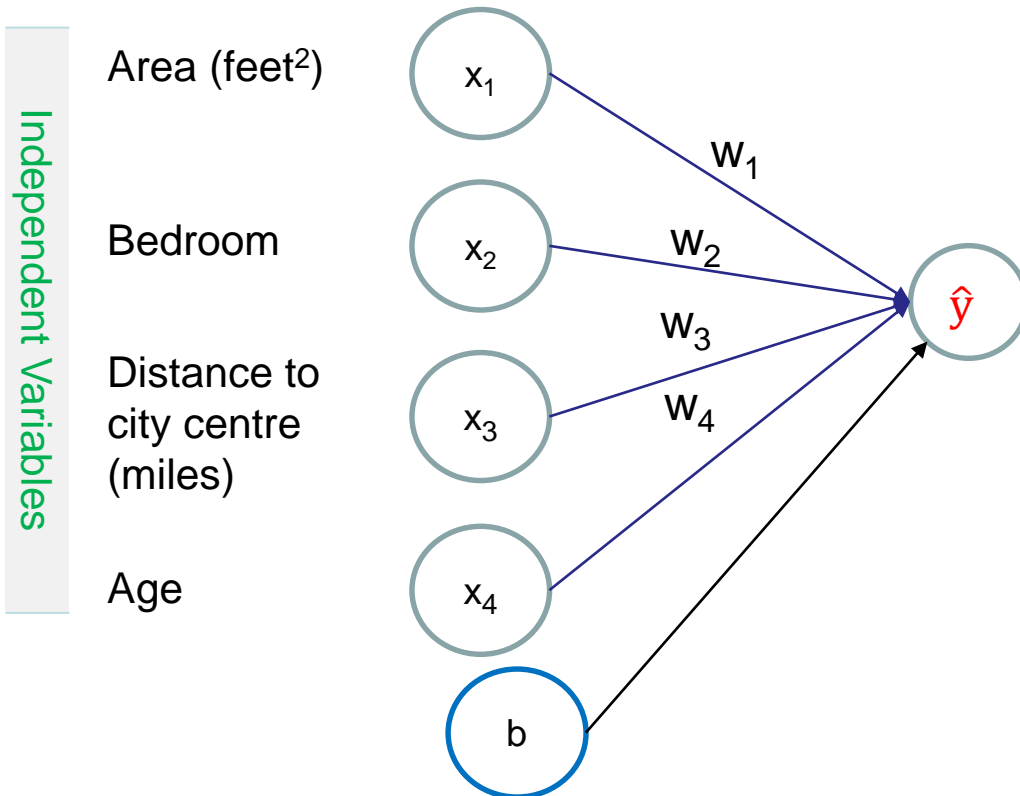 Independent Variables
Area (feet²)
x₁
w₁
Bedroom
x₂
w₂
ŷ
w₃
Distance to
city centre
(miles)
x₃
w₄
Age
x₄
b